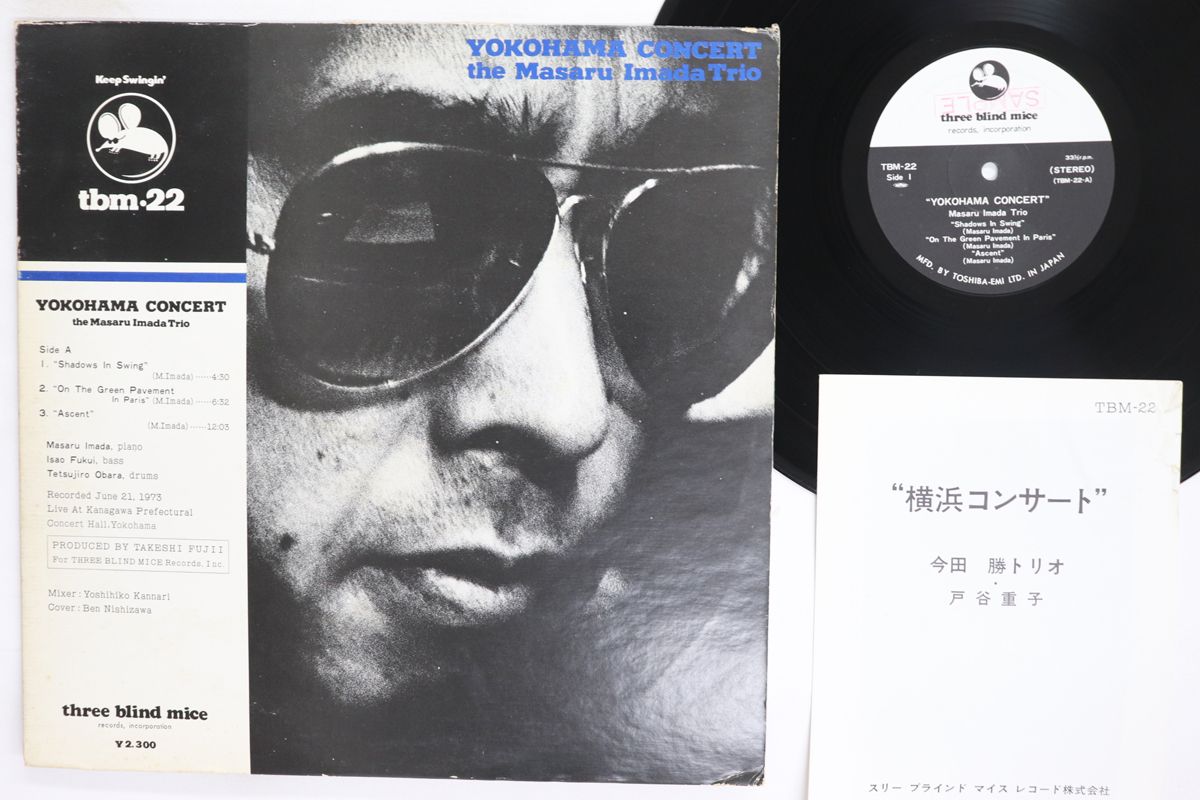 Keep Swingin'
tbm·22
YOKOHAMA CONCERT
the Masaru Imada Trio
Side A
1. "Shadows In Swing"
(M.Imada)······4:30
2. "On The Green Pavement
In Paris" (M.Imada)······6:32
3. "Ascent"
(M.Imada)······12:03
Masaru Imada, piano
Isao Fukui, bass
Tetsujiro Obara, drums
Recorded June 21, 1973
Live At Kanagawa Prefectural
Concert Hall, Yokohama
PRODUCED BY TAKESHI FUJII
For THREE BLIND MICE Records, Inc.
Mixer : Yoshihiko Kannari
Cover : Ben Nishizawa
three blind mice
records, incorporation
¥2.300
YOKOHAMA CONCERT
the Masaru Imada Trio
SAMPLE
three blind mice
records, incorporation
TBM-22
Side 1
33⅓r.p.m.
(STEREO)
(TBM-22-A)
"YOKOHAMA CONCERT"
Masaru Imada Trio
"Shadows In Swing"
(Masaru Imada)
"On The Green Pavement In Paris"
(Masaru Imada)
"Ascent"
(Masaru Imada)
MFD. BY TOSHIBA-EMI LTD. IN JAPAN
TBM-22
“横浜コンサート”
今田 勝トリオ
・
戸谷重子
スリー ブラインド マイス レコード株式会社